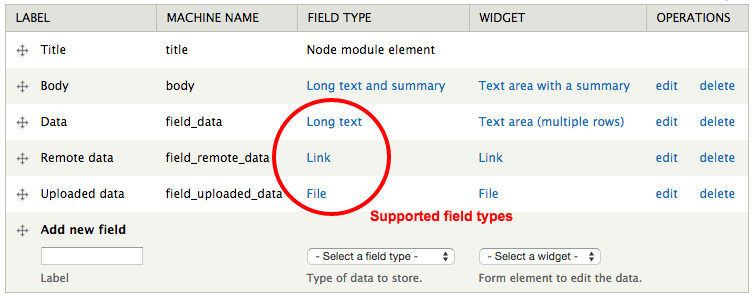 LABEL MACHINE NAME FIELD TYPE WIDGET OPERATIONS
Title title Node module element
Body body Long text and summary Text area with a summary edit delete
Data field_data Long text Text area (multiple rows) edit delete
Remote data field_remote_data Link Link edit delete
Uploaded data field_uploaded_data File File edit delete
Supported field types
Add new field
- Select a field type - - Select a widget -
Label Type of data to store. Form element to edit the data.